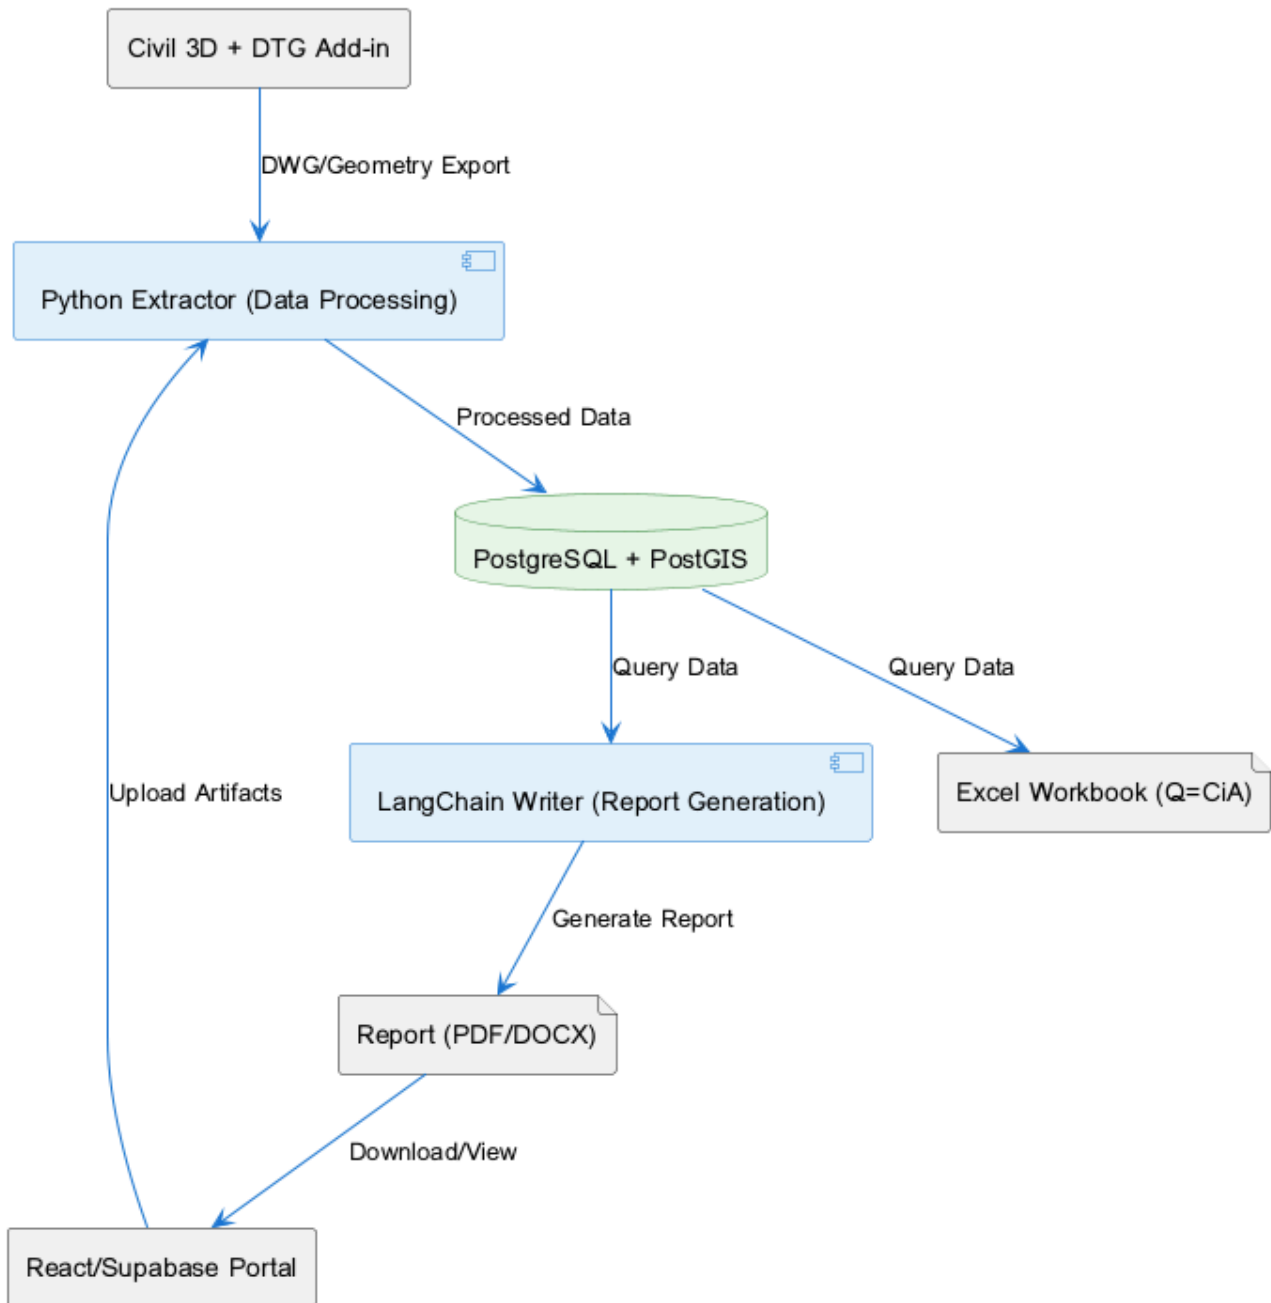 Civil 3D + DTG Add-in
DWG/Geometry Export
Python Extractor (Data Processing)
Processed Data
PostgreSQL + PostGIS
Query Data
Query Data
LangChain Writer (Report Generation)
Excel Workbook (Q=CiA)
Upload Artifacts
Generate Report
Report (PDF/DOCX)
Download/View
React/Supabase Portal